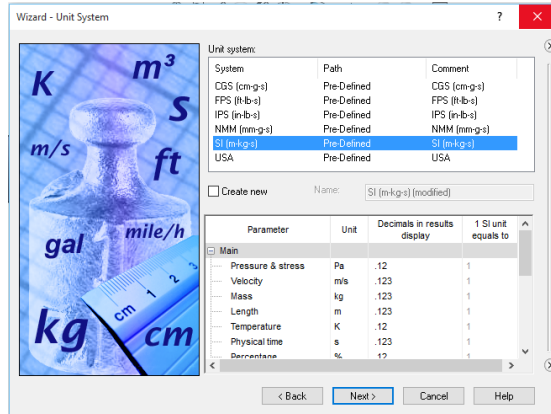 Wizard - Unit System ?
K m³
S
m/s ft
gal mile/h
cm 1 2 3
kg cm
Unit system:
System Path Comment
CGS (cm-g-s) Pre-Defined CGS (cm-g-s)
FPS (ft-lb-s) Pre-Defined FPS (ft-lb-s)
IPS (in-lb-s) Pre-Defined IPS (in-lb-s)
NMM (mm-g-s) Pre-Defined NMM (mm-g-s)
SI (m-kg-s) Pre-Defined SI (m-kg-s)
USA Pre-Defined USA
Create new Name: SI (m-kg-s) (modified)
Parameter Unit Decimals in results display 1 SI unit equals to
Main
Pressure & stress Pa .12 1
Velocity m/s .123 1
Mass kg .123 1
Length m .123 1
Temperature K .12 1
Physical time s .123 1
Percentage % .12 1
< Back Next > Cancel Help